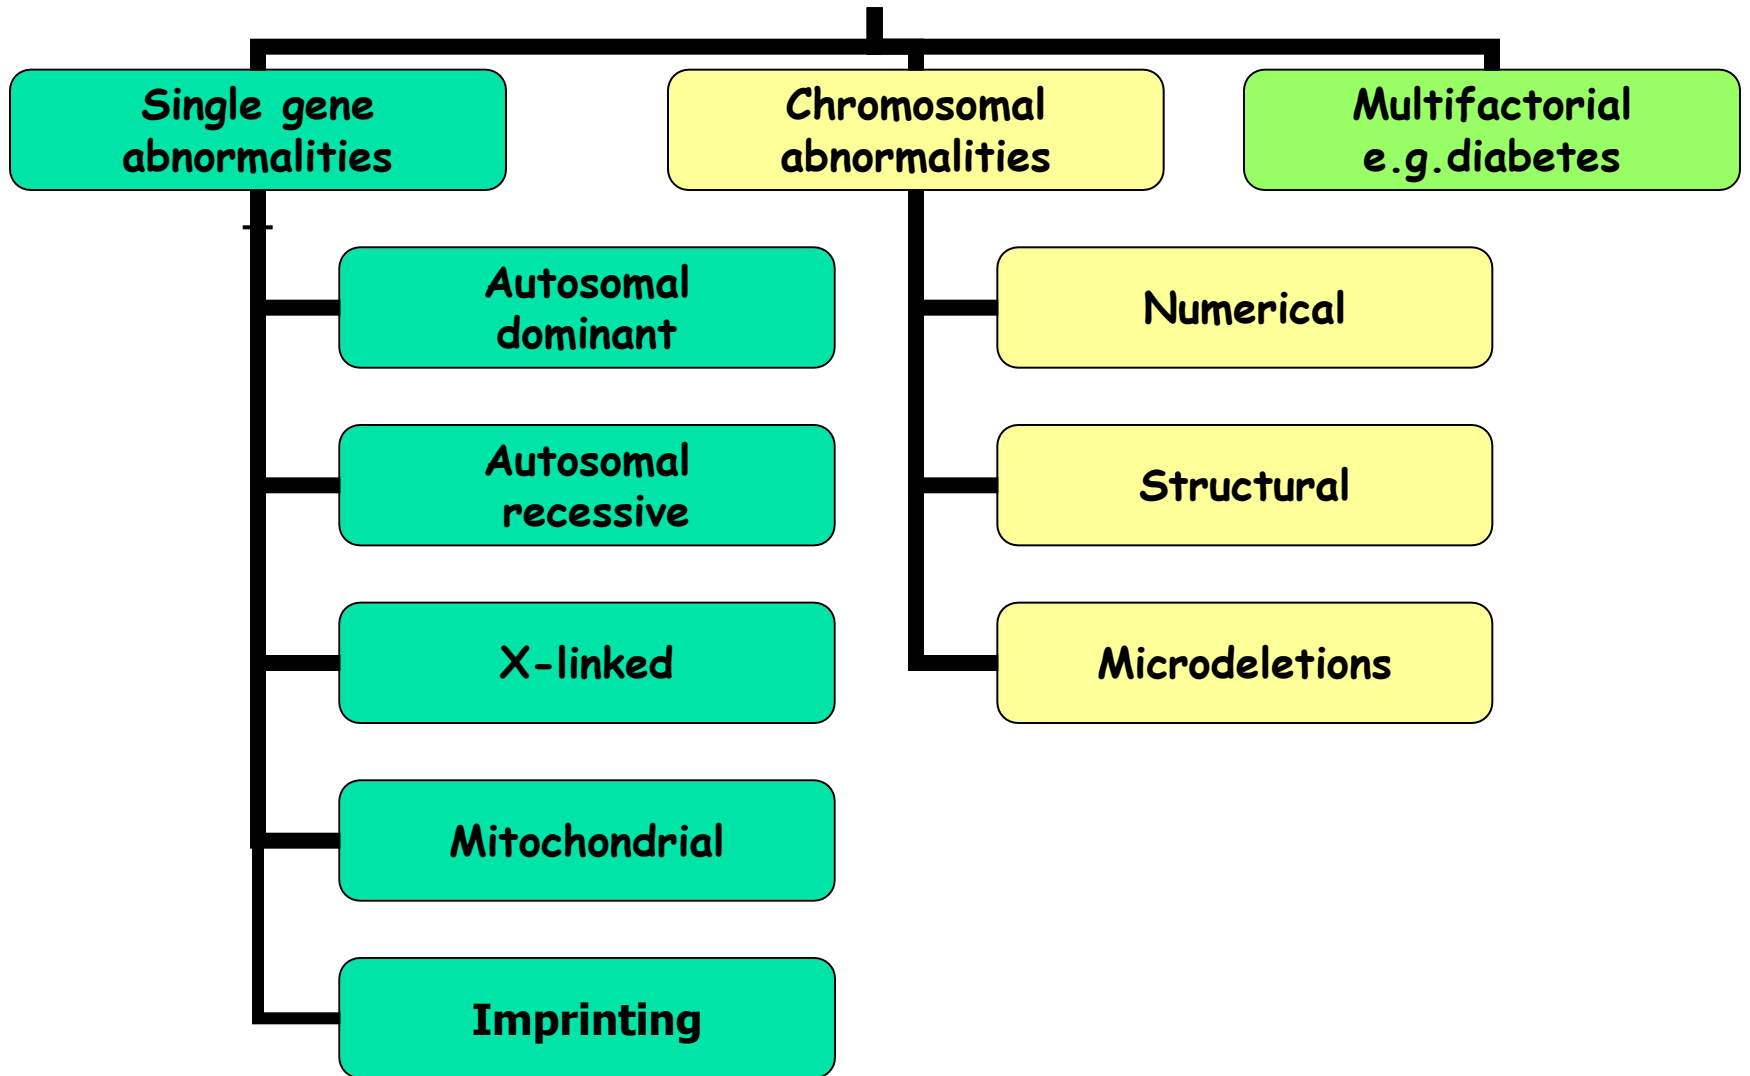 Single gene
abnormalities
Chromosomal
abnormalities
Multifactorial
e.g.diabetes
Autosomal
dominant
Autosomal
recessive
X-linked
Mitochondrial
Imprinting
Numerical
Structural
Microdeletions